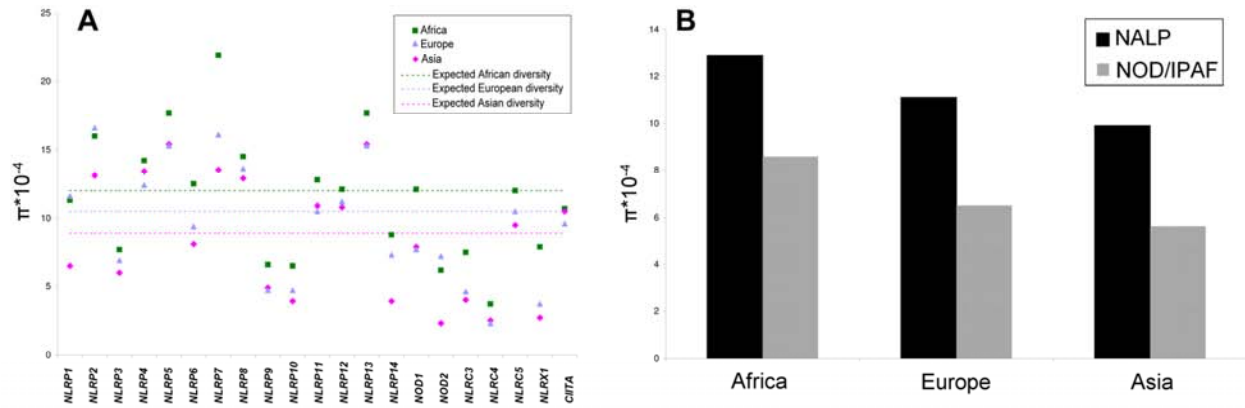 A
Africa
Europe
Asia
Expected African diversity
Expected European diversity
Expected Asian diversity
25
20
15
10
5
0
π*10⁻⁴
NLRP1
NLRP2
NLRP3
NLRP4
NLRP5
NLRP6
NLRP7
NLRP8
NLRP9
NLRP10
NLRP11
NLRP12
NLRP13
NLRP14
NOD1
NOD2
NLRC3
NLRC4
NLRC5
NLRX1
CIITA
B
NALP
NOD/IPAF
14
12
10
8
6
4
2
0
π*10⁻⁴
Africa
Europe
Asia